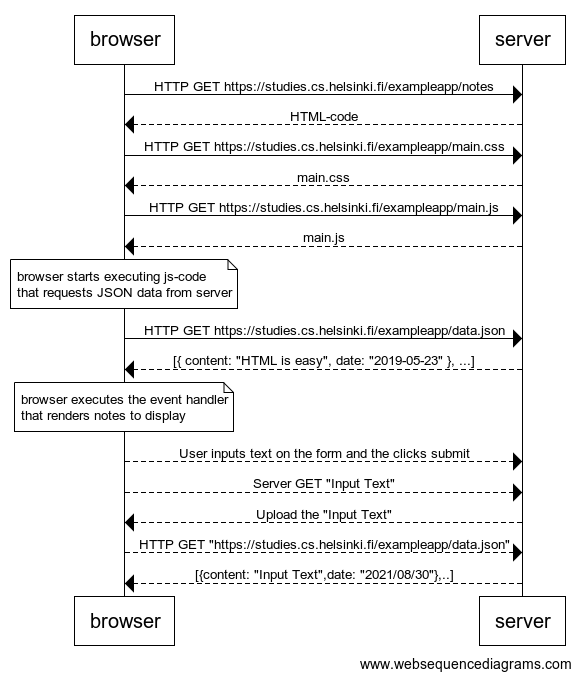 browser
server
HTTP GET https://studies.cs.helsinki.fi/exampleapp/notes
HTML-code
HTTP GET https://studies.cs.helsinki.fi/exampleapp/main.css
main.css
HTTP GET https://studies.cs.helsinki.fi/exampleapp/main.js
main.js
browser starts executing js-code
that requests JSON data from server
HTTP GET https://studies.cs.helsinki.fi/exampleapp/data.json
[{ content: "HTML is easy", date: "2019-05-23" }, ...]
browser executes the event handler
that renders notes to display
User inputs text on the form and the clicks submit
Server GET "Input Text"
Upload the "Input Text"
HTTP GET "https://studies.cs.helsinki.fi/exampleapp/data.json"
[{content: "Input Text",date: "2021/08/30"},..]
browser
server
www.websequencediagrams.com